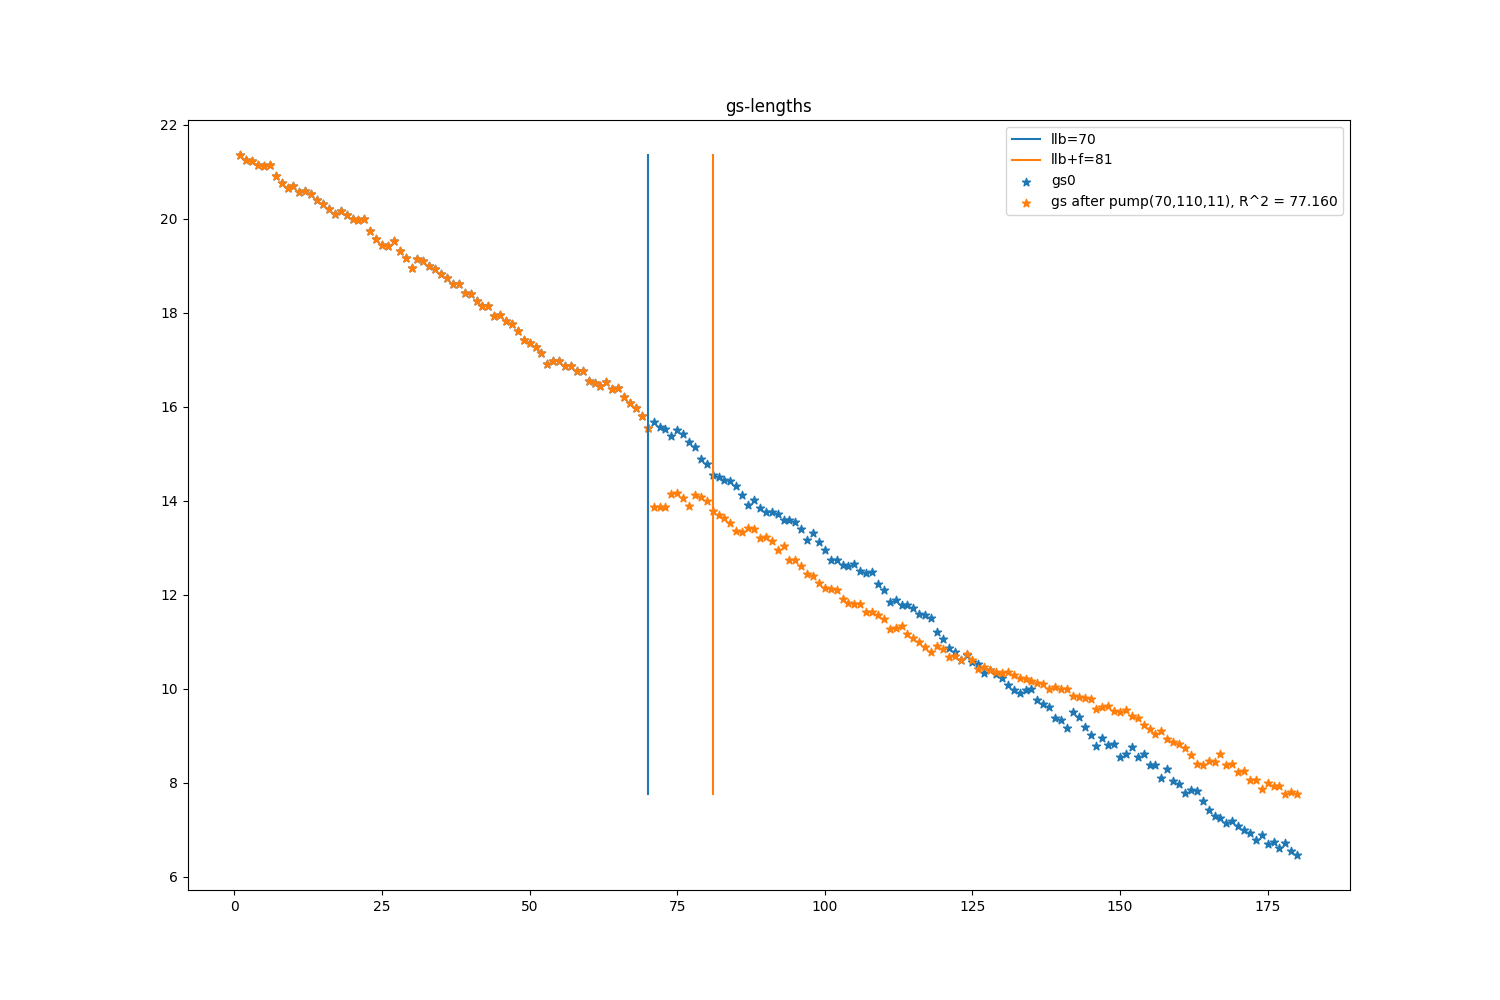 gs-lengths
22
20
18
16
14
12
10
8
6
0 25 50 75 100 125 150 175
llb=70
llb+f=81
gs0
gs after pump(70,110,11), R^2 = 77.160